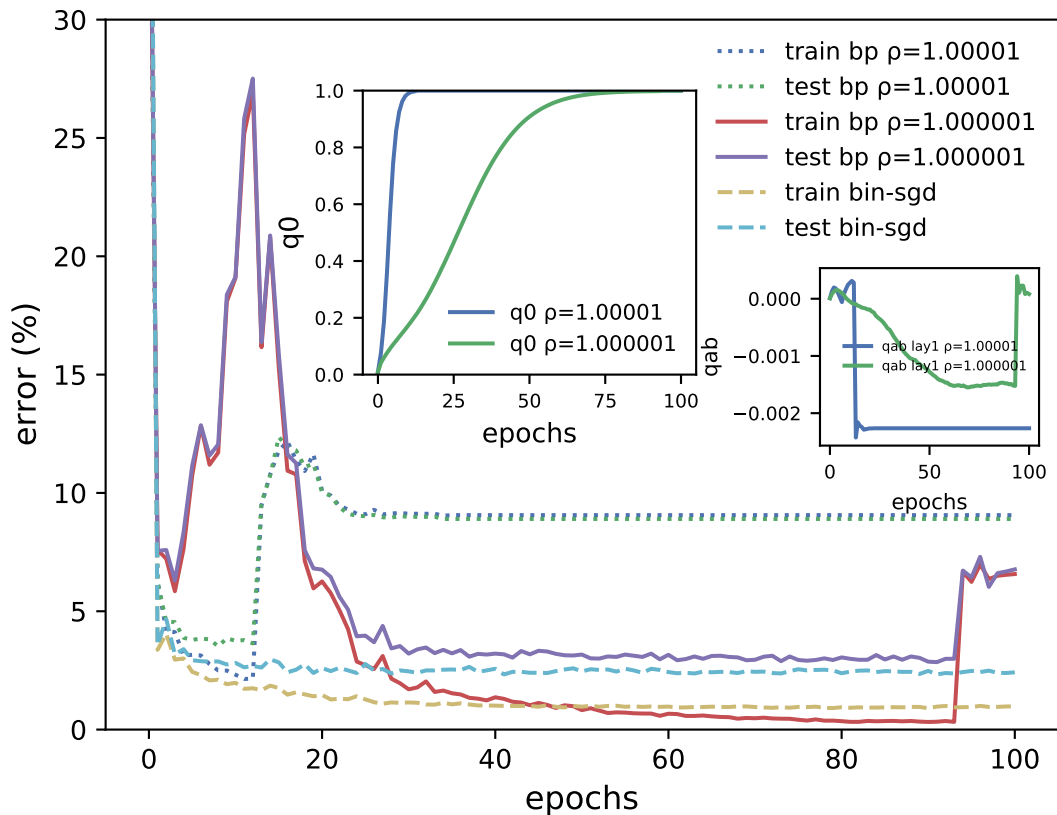 30
25
20
15
10
5
0
error (%)
0
20
40
60
80
100
epochs
train bp ρ=1.00001
test bp ρ=1.00001
train bp ρ=1.000001
test bp ρ=1.000001
train bin-sgd
test bin-sgd
1.0
0.8
0.6
0.4
0.2
0.0
q0
q0 ρ=1.00001
q0 ρ=1.000001
0
25
50
75
100
epochs
0.000
−0.001
−0.002
qab
qab lay1 ρ=1.00001
qab lay1 ρ=1.000001
0
50
100
epochs